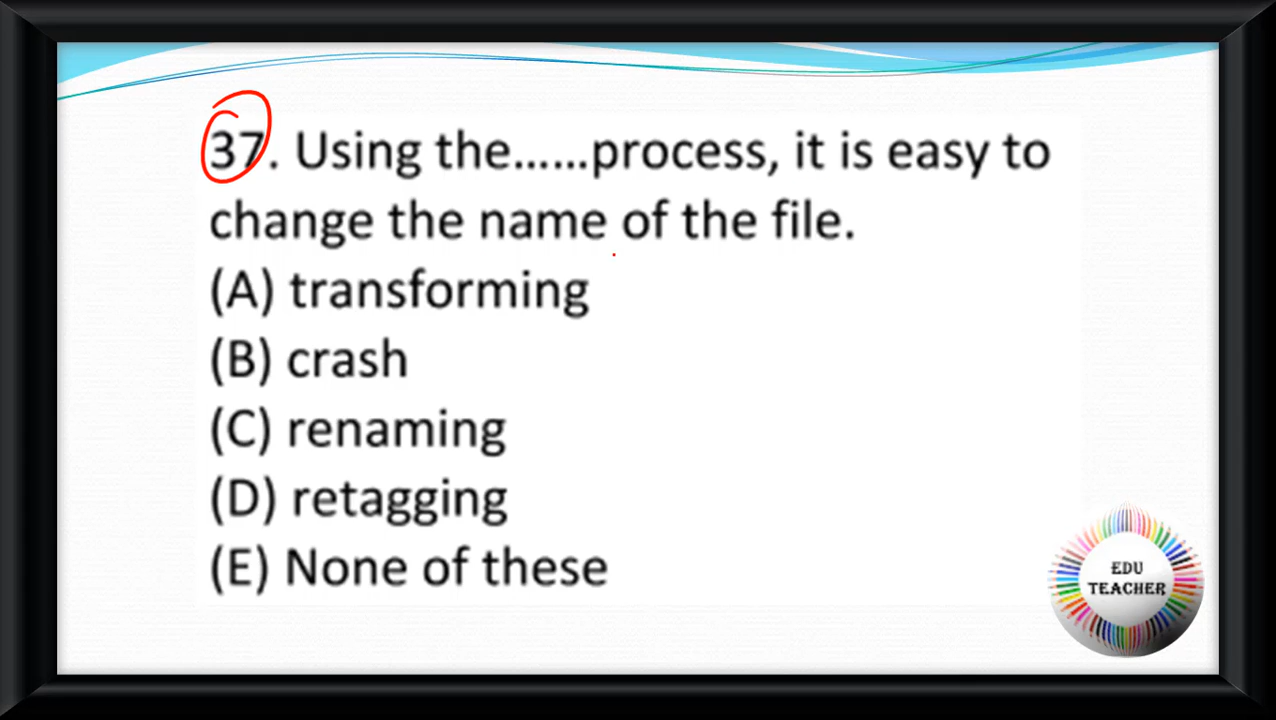 37. Using the......process, it is easy to
change the name of the file.
(A) transforming
(B) crash
(C) renaming
(D) retagging
(E) None of these
EDU
TEACHER